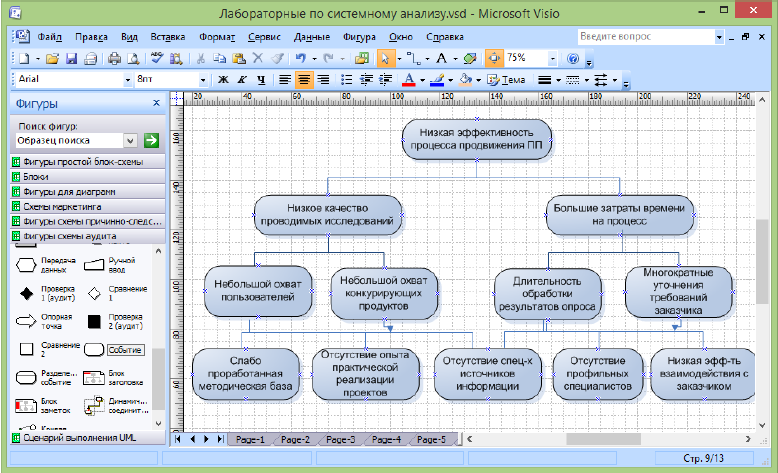 Лабораторные по системному анализу.vsd - Microsoft Visio
Файл Правка Вид Вставка Формат Сервис Данные Фигура Окно Справка
Введите вопрос
75%
Arial
8пт
Ж К Ч
Тема
Фигуры
Поиск фигур:
Образец поиска
Фигуры простой блок-схемы
Блоки
Фигуры для диаграмм
Схемы маркетинга
Фигуры схемы причинно-следс...
Фигуры схемы аудита
Передача данных
Ручной ввод
Проверка 1 (аудит)
Сравнение 1
Опорная точка
Проверка 2 (аудит)
Сравнение 2
Событие
Разделе... событие
Блок заголовка
Блок заметок
Динамич... соединит...
Сценарий выполнения UML
20 40 60 80 100 120 140 160 180 200 220 240
160
140
120
100
80
60
Низкая эффективность
процесса продвижения ПП
Низкое качество
проводимых исследований
Большие затраты времени
на процесс
Небольшой охват
пользователей
Небольшой охват
конкурирующих
продуктов
Длительность
обработки
результатов опроса
Многократные
уточнения
требований
заказчика
Слабо
проработанная
методическая база
Отсутствие опыта
практической
реализации
проектов
Отсутствие спец-х
источников
информации
Отсутствие
профильных
специалистов
Низкая эфф-ть
взаимодействия с
заказчиком
Page-1 Page-2 Page-3 Page-4 Page-5
Стр. 9/13